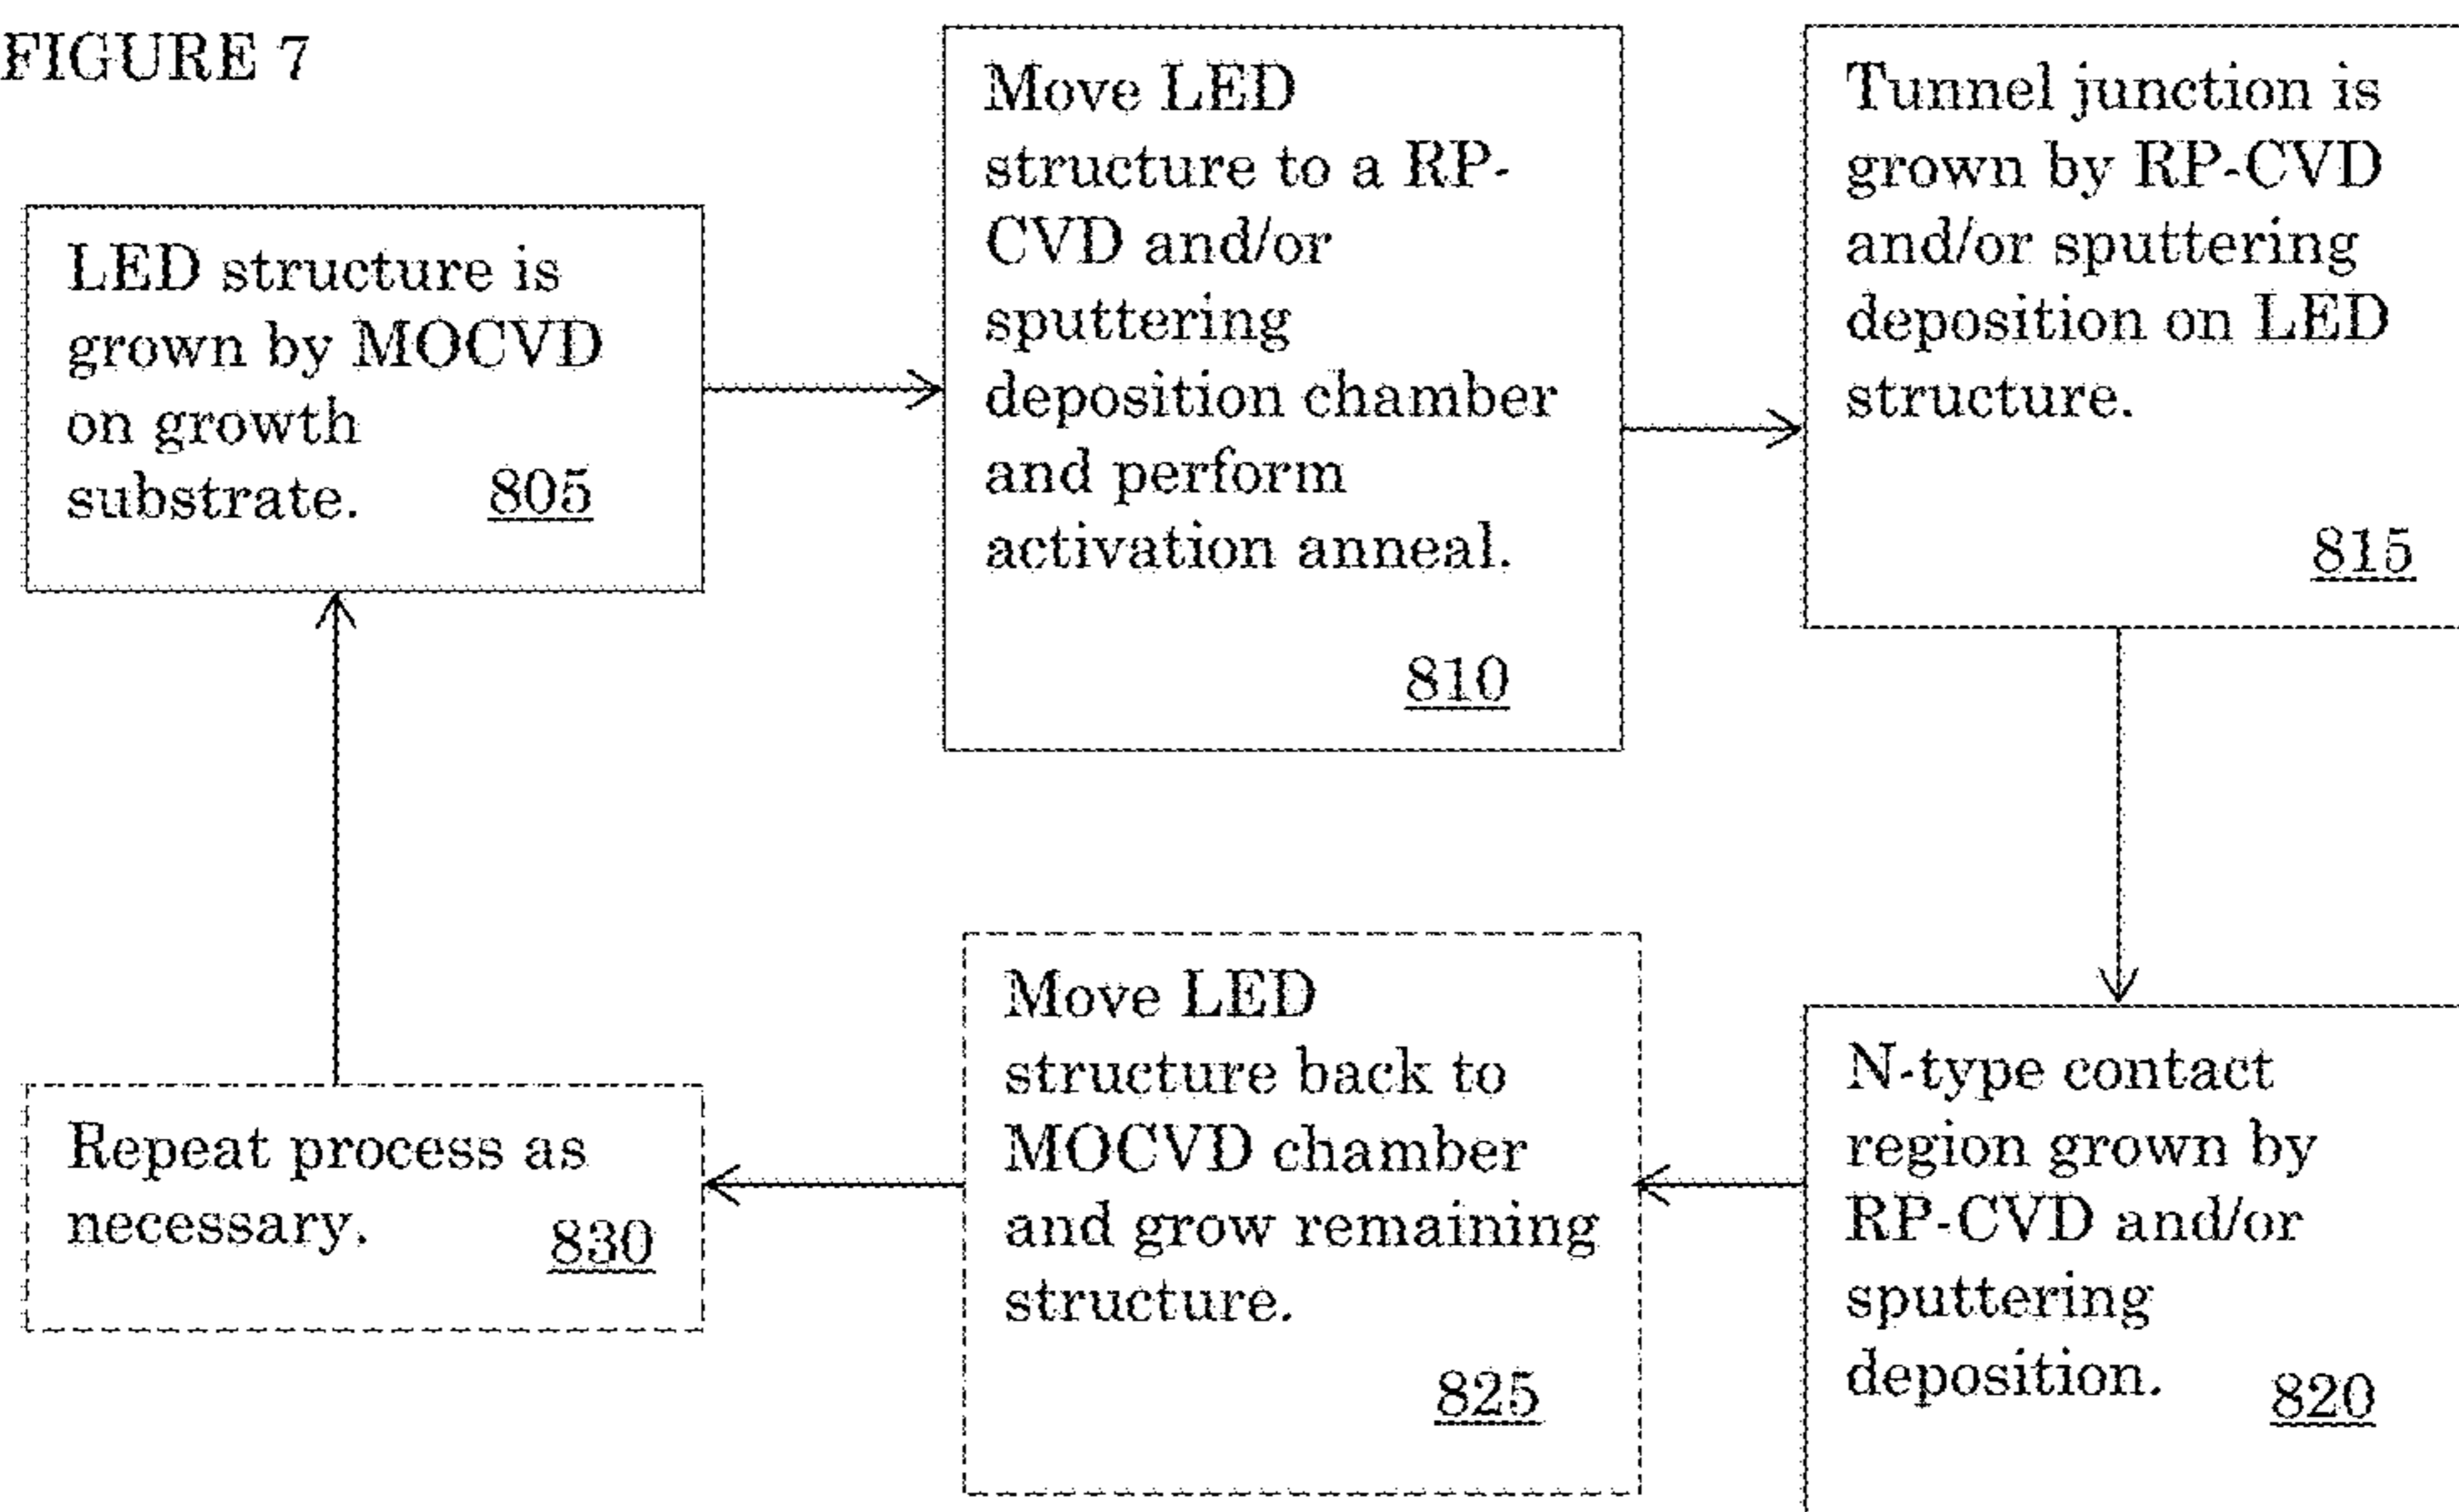 FIGURE 7
LED structure is
grown by MOCVD
on growth
substrate. 805
Move LED
structure to a RP-
CVD and/or
sputtering
deposition chamber
and perform
activation anneal.
810
Tunnel junction is
grown by RP-CVD
and/or sputtering
deposition on LED
structure.
815
N-type contact
region grown by
RP-CVD and/or
sputtering
deposition. 820
Move LED
structure back to
MOCVD chamber
and grow remaining
structure.
825
Repeat process as
necessary. 830